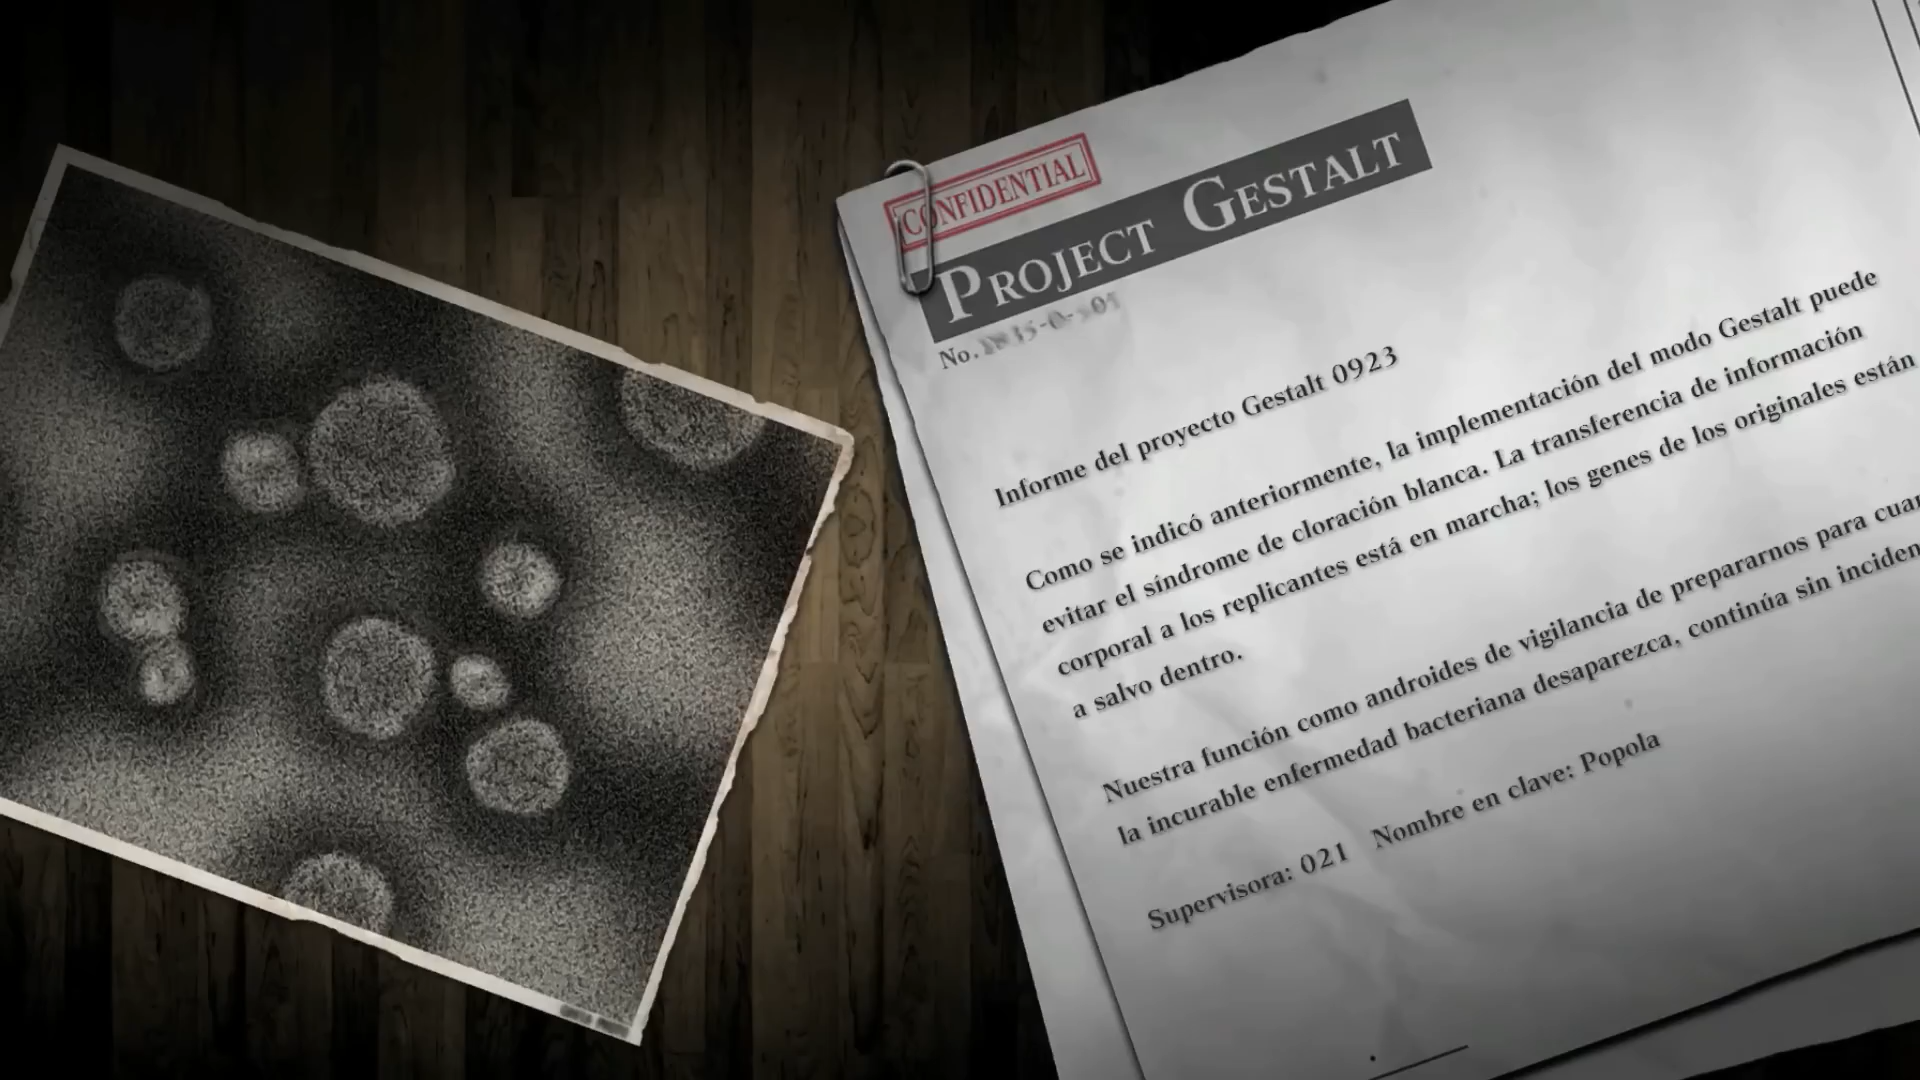 CONFIDENTIAL
PROJECT GESTALT
No.
Informe del proyecto Gestalt 0923
Como se indicó anteriormente, la implementación del modo Gestalt puede
evitar el síndrome de cloración blanca. La transferencia de información
corporal a los replicantes está en marcha; los genes de los originales están
a salvo dentro.
Nuestra función como androides de vigilancia de prepararnos para
la incurable enfermedad bacteriana desaparezca, continúa sin
Supervisora: 021 Nombre en clave: Popola